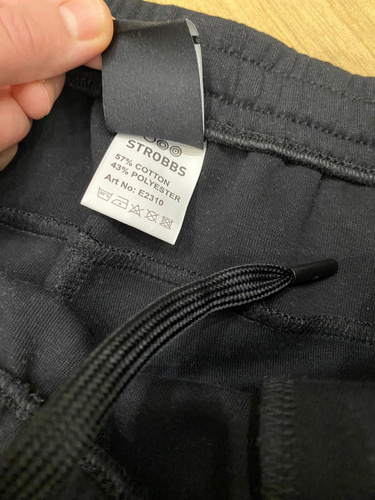 STROBBS
57% COTTON
43% POLYESTER
Art No: E2310